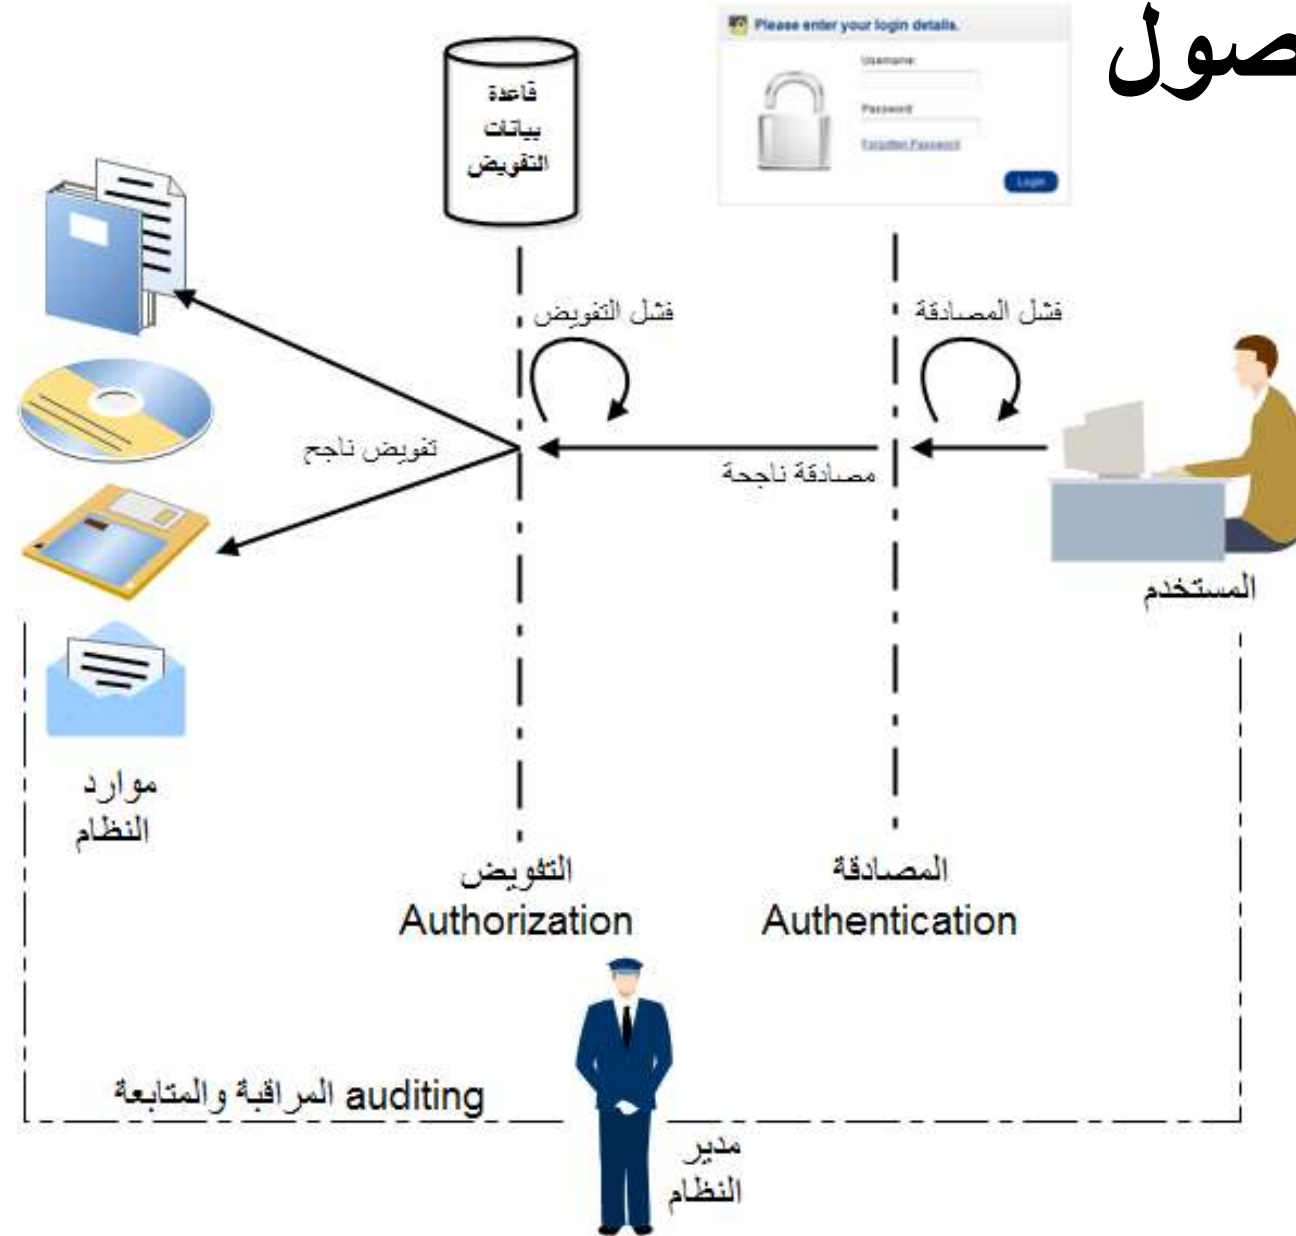 صول
Please enter your login details.
Username
Password
Forgotten Password
Login
قاعدة
بيانات
التفويض
فشل المصادقة
فشل التفويض
مصادقة ناجحة
تفويض ناجح
المستخدم
موارد
النظام
المصادقة
Authentication
التفويض
Authorization
المراقبة والمتابعة auditing
مدير
النظام